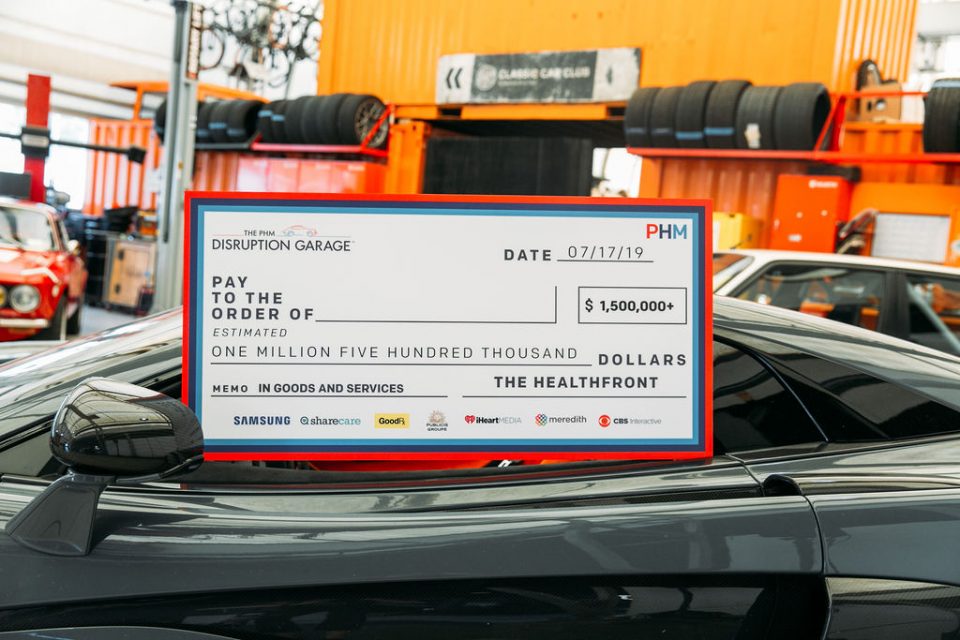 CLASSIC CAR CLUB
THE PHM
DISRUPTION GARAGE
PHM
DATE 07/17/19
PAY
TO THE
ORDER OF
$ 1,500,000+
ESTIMATED
ONE MILLION FIVE HUNDRED THOUSAND DOLLARS
MEMO IN GOODS AND SERVICES
THE HEALTHFRONT
SAMSUNG sharecare GoodRx PUBLICIS GROUPE iHeartMEDIA meredith CBS Interactive